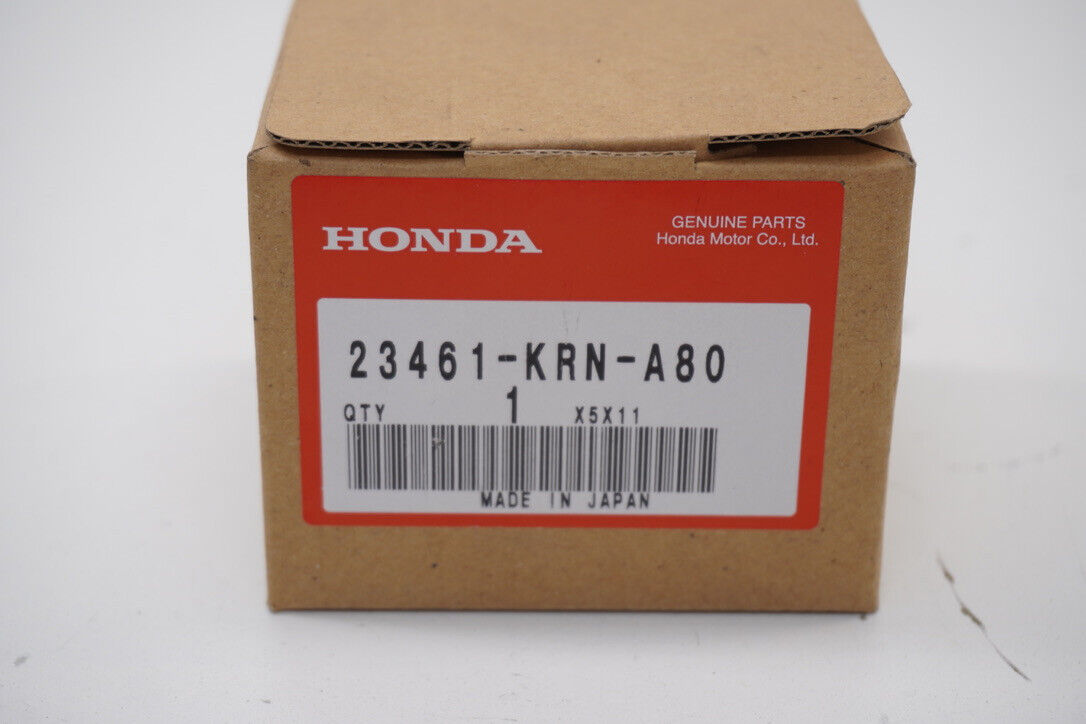 HONDA
GENUINE PARTS
Honda Motor Co., Ltd.
23461-KRN-A80
QTY 1 X5X11
MADE IN JAPAN